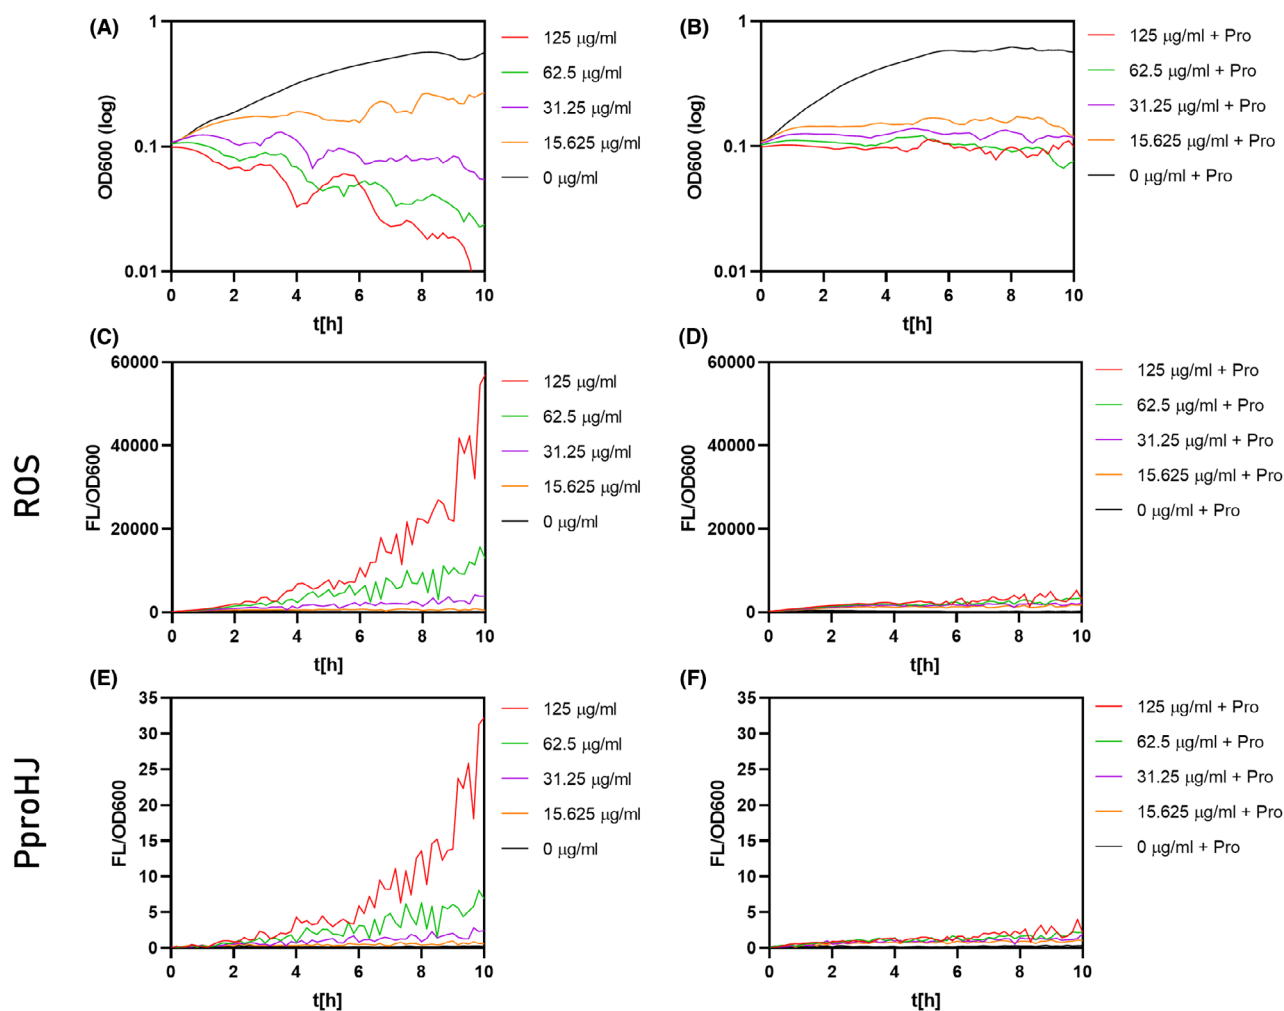 (A)
1
0.1
0.01
OD600 (log)
0
2
4
6
8
10
t[h]
125 μg/ml
62.5 μg/ml
31.25 μg/ml
15.625 μg/ml
0 μg/ml
(B)
1
0.1
0.01
OD600 (log)
0
2
4
6
8
10
t[h]
125 μg/ml + Pro
62.5 μg/ml + Pro
31.25 μg/ml + Pro
15.625 μg/ml + Pro
0 μg/ml + Pro
ROS
(C)
60000
40000
20000
0
FL/OD600
0
2
4
6
8
10
t[h]
125 μg/ml
62.5 μg/ml
31.25 μg/ml
15.625 μg/ml
0 μg/ml
(D)
60000
40000
20000
0
FL/OD600
0
2
4
6
8
10
t[h]
125 μg/ml + Pro
62.5 μg/ml + Pro
31.25 μg/ml + Pro
15.625 μg/ml + Pro
0 μg/ml + Pro
PproHJ
(E)
35
30
25
20
15
10
5
0
FL/OD600
0
2
4
6
8
10
t[h]
125 μg/ml
62.5 μg/ml
31.25 μg/ml
15.625 μg/ml
0 μg/ml
(F)
35
30
25
20
15
10
5
0
FL/OD600
0
2
4
6
8
10
t[h]
125 μg/ml + Pro
62.5 μg/ml + Pro
31.25 μg/ml + Pro
15.625 μg/ml + Pro
0 μg/ml + Pro